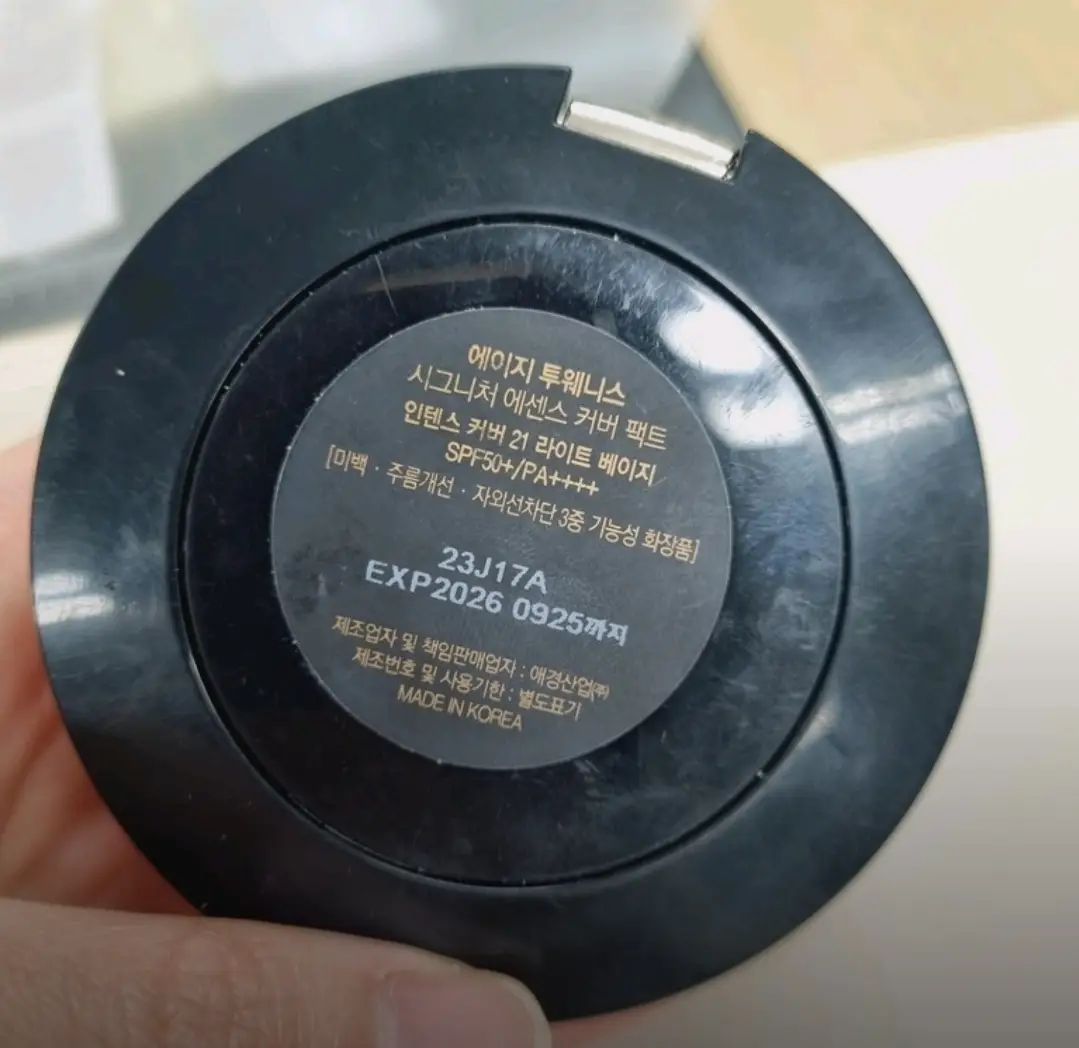 에이지 투웨니스
시그니처 에센스 커버 팩트
인텐스 커버 21 라이트 베이지
SPF50+/PA++++
[미백 · 주름개선 · 자외선차단 3중 기능성 화장품]
23J17A
EXP2026 0925까지
제조업자 및 책임판매업자 : 애경산업㈜
제조번호 및 사용기한 : 별도표기
MADE IN KOREA